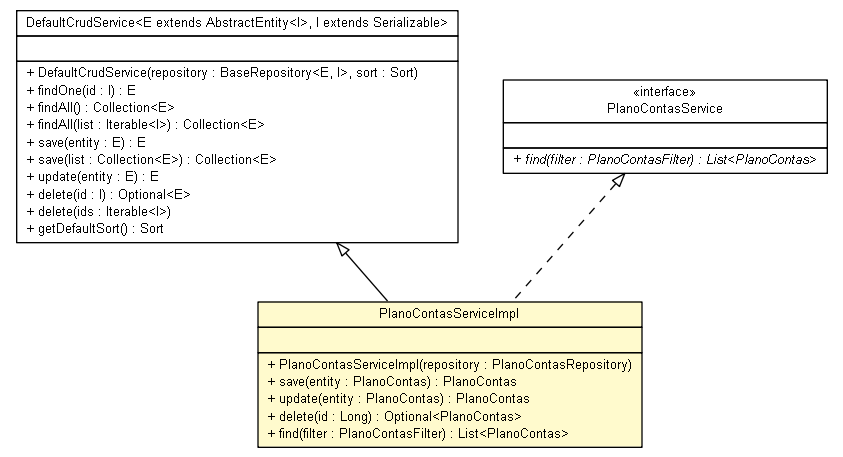 DefaultCrudService<E extends AbstractEntity<I>, I extends Serializable>
+ DefaultCrudService(repository : BaseRepository<E, I>, sort : Sort)
+ findOne(id : I) : E
+ findAll() : Collection<E>
+ findAll(list : Iterable<I>) : Collection<E>
+ save(entity : E) : E
+ save(list : Collection<E>) : Collection<E>
+ update(entity : E) : E
+ delete(id : I) : Optional<E>
+ delete(ids : Iterable<I>)
+ getDefaultSort() : Sort
«interface»
PlanoContasService
+ find(filter : PlanoContasFilter) : List<PlanoContas>
PlanoContasServiceImpl
+ PlanoContasServiceImpl(repository : PlanoContasRepository)
+ save(entity : PlanoContas) : PlanoContas
+ update(entity : PlanoContas) : PlanoContas
+ delete(id : Long) : Optional<PlanoContas>
+ find(filter : PlanoContasFilter) : List<PlanoContas>